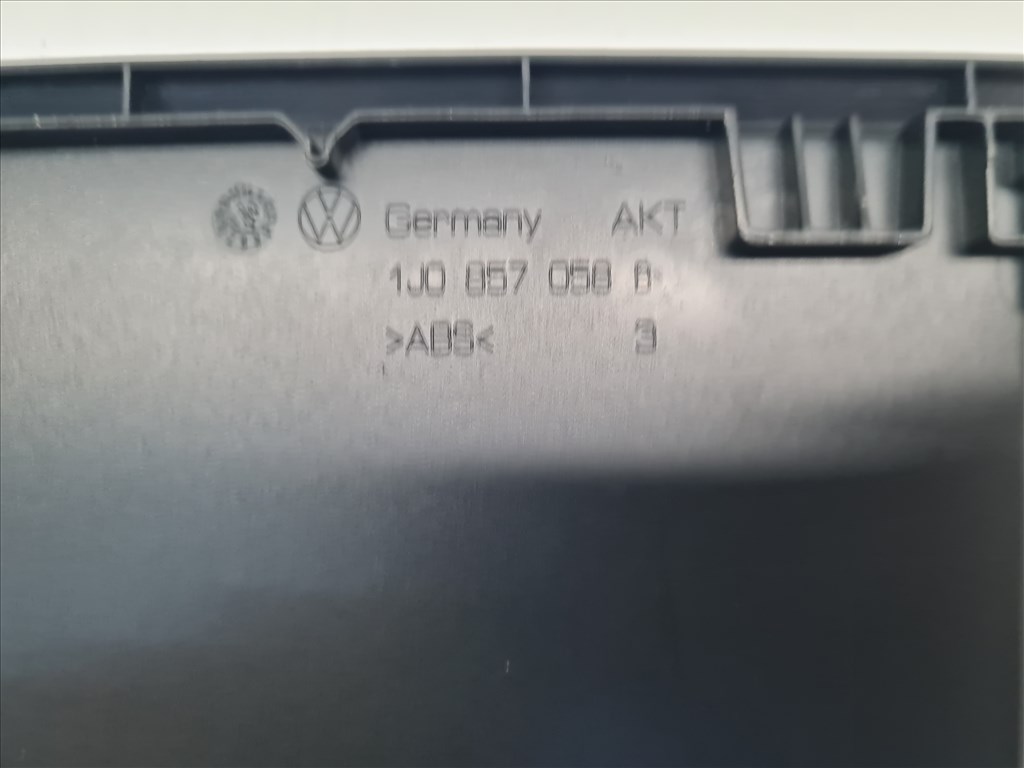 Germany AKT
1J0 857 058 B
>ABS< 3